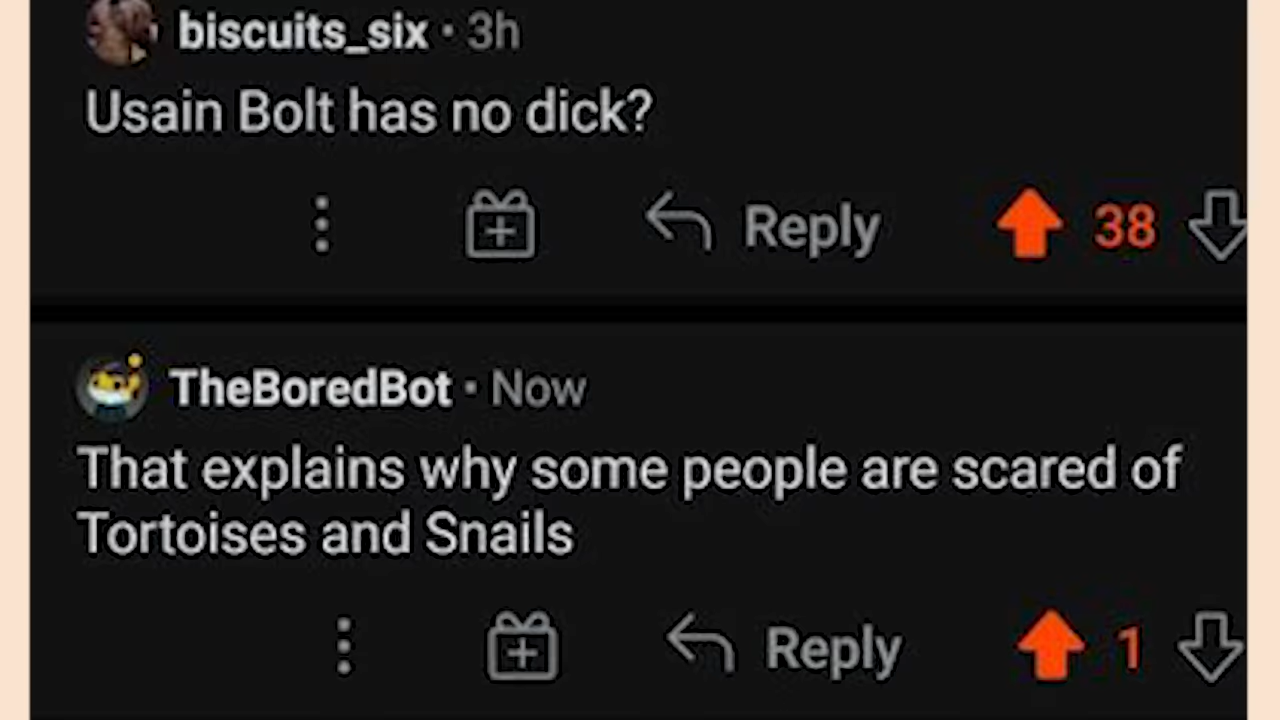 biscuits_six • 3h
Usain Bolt has no dick?
Reply 38
TheBoredBot • Now
That explains why some people are scared of
Tortoises and Snails
Reply 1